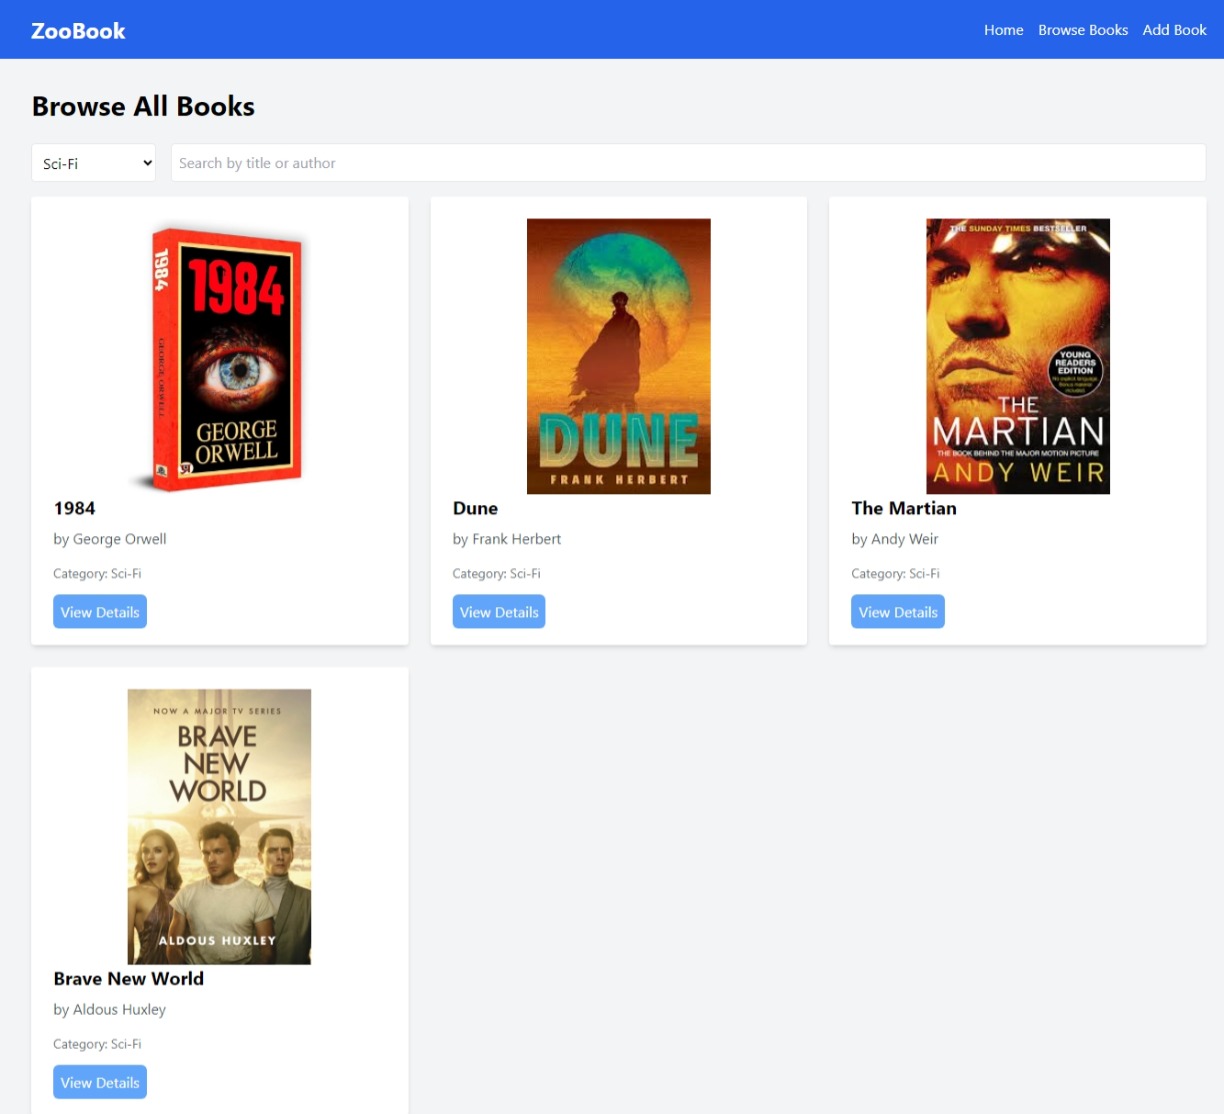 ZooBook
Home Browse Books Add Book
Browse All Books
Sci-Fi
Search by title or author
1984
1984
GEORGE ORWELL
GEORGE
ORWELL
1984
by George Orwell
Category: Sci-Fi
View Details
DUNE
FRANK HERBERT
Dune
by Frank Herbert
Category: Sci-Fi
View Details
THE SUNDAY TIMES BESTSELLER
YOUNG
READERS
EDITION
THE
MARTIAN
THE BOOK BEHIND THE MAJOR MOTION PICTURE
ANDY WEIR
The Martian
by Andy Weir
Category: Sci-Fi
View Details
NOW A MAJOR TV SERIES
BRAVE
NEW
WORLD
ALDOUS HUXLEY
Brave New World
by Aldous Huxley
Category: Sci-Fi
View Details